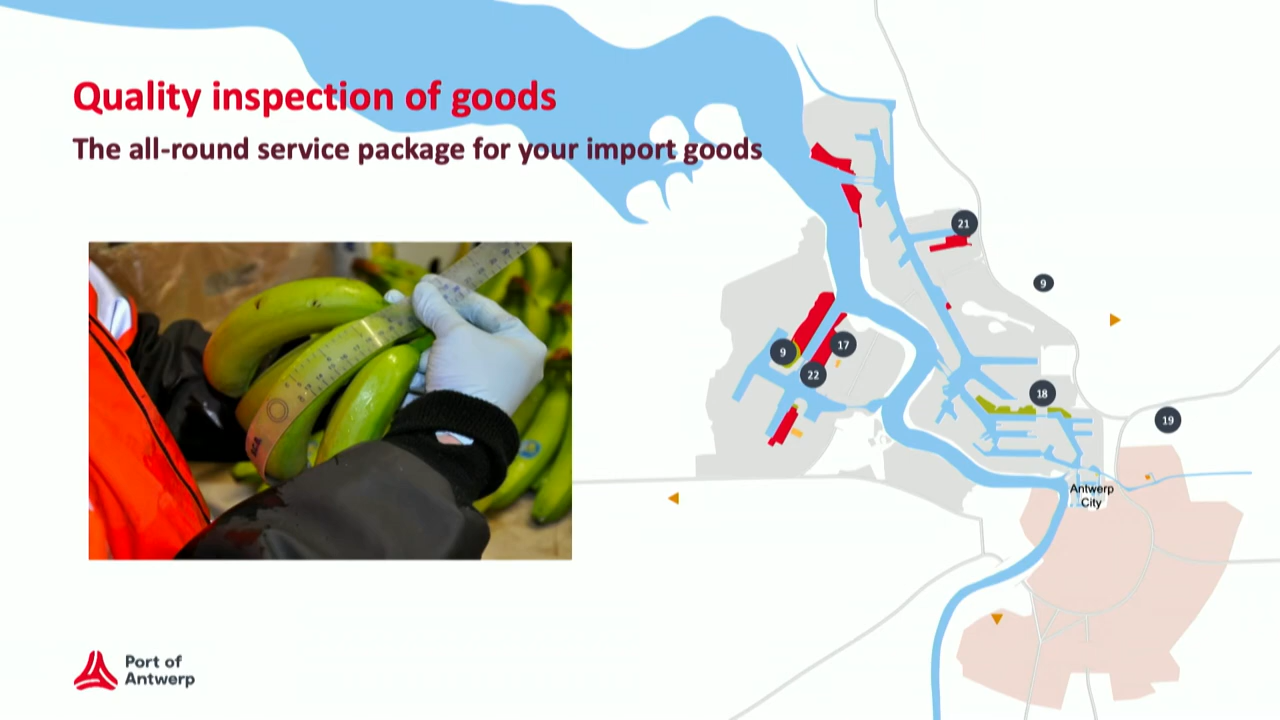 Quality inspection of goods
The all-round service package for your import goods
21
9
17
9
22
18
19
Antwerp
City
Port of
Antwerp